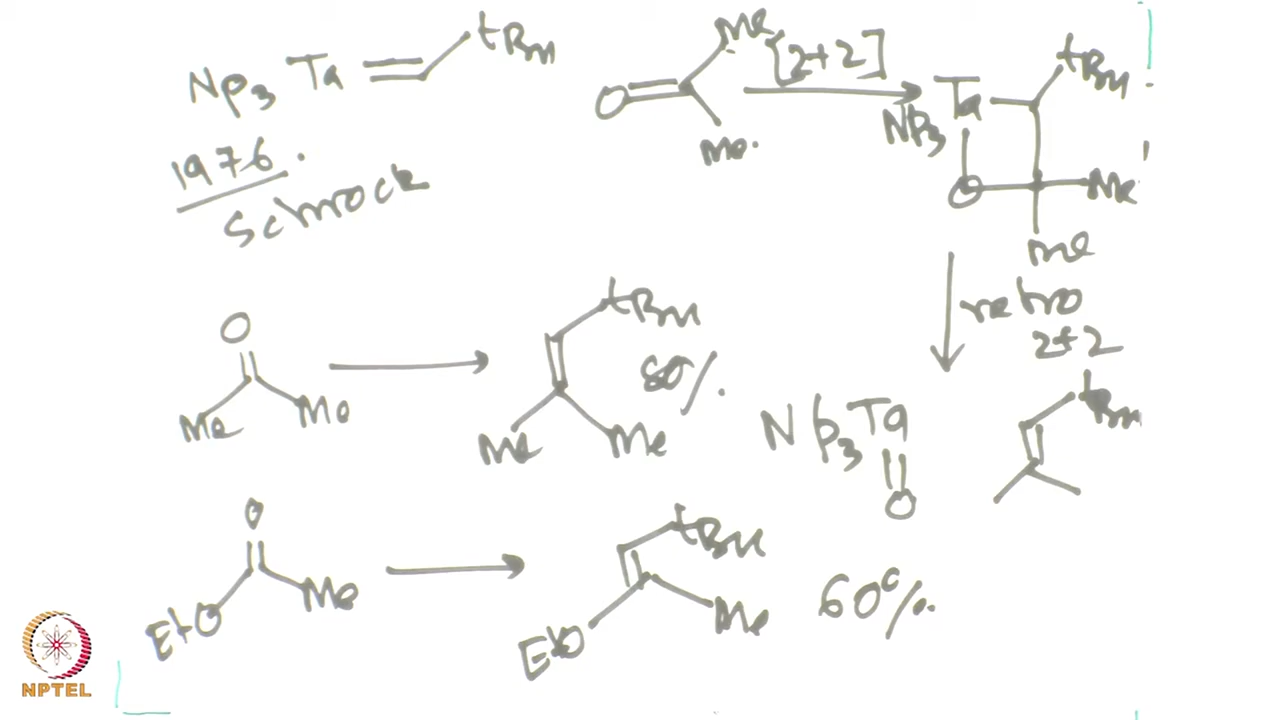 Np3 Ta tBu
1976.
Schrock
O Me Me.
[2+2]
Ta tBu
Np3
O Me
Me
retro
2+2
Np3Ta
O
tBu
O
Me Me
tBu
80%.
Me Me
O
EtO Me
tBu
EtO Me
60%.
NPTEL